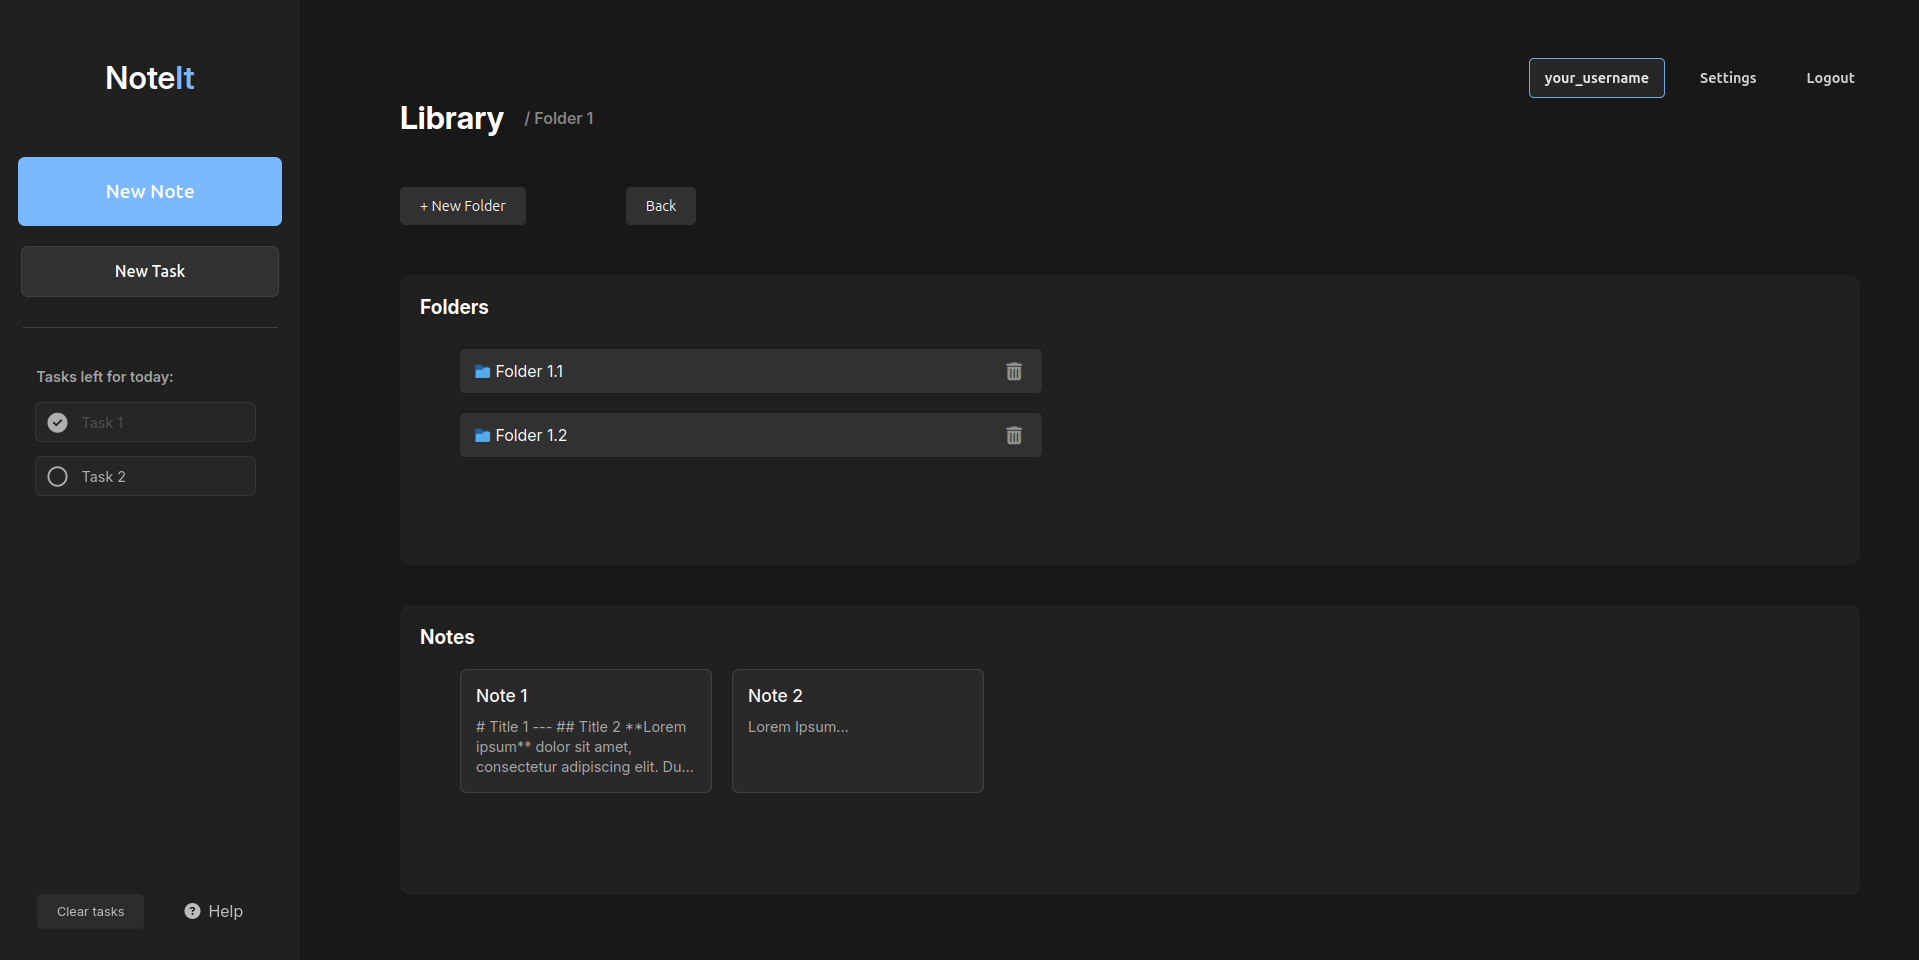 NoteIt
New Note
New Task
Tasks left for today:
Task 1
Task 2
Clear tasks
Help
your_username
Settings
Logout
Library / Folder 1
+ New Folder
Back
Folders
Folder 1.1
Folder 1.2
Notes
Note 1
# Title 1 --- ## Title 2 **Lorem
ipsum** dolor sit amet,
consectetur adipiscing elit. Du...
Note 2
Lorem Ipsum...